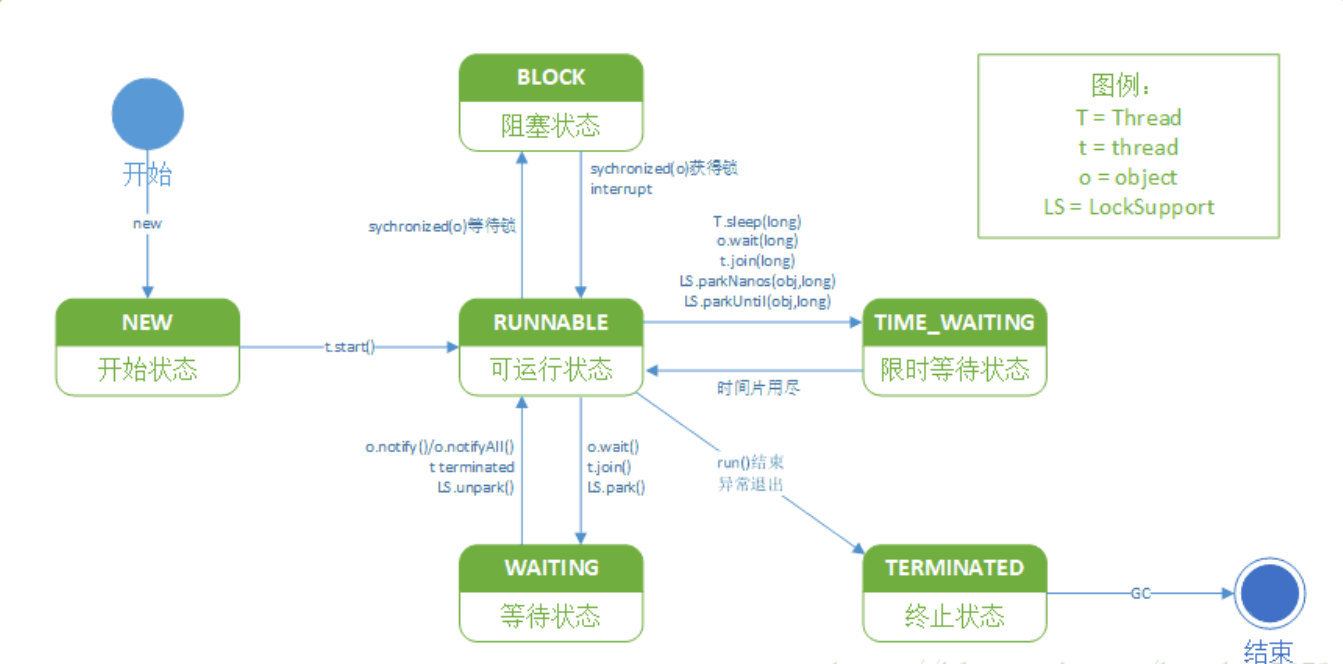 BLOCK
阻塞状态
图例：
T = Thread
t = thread
o = object
LS = LockSupport
开始
new
sychronized(o)获得锁
interrupt
sychronized(o)等待锁
T.sleep(long)
o.wait(long)
t.join(long)
LS.parkNanos(obj,long)
LS.parkUntil(obj,long)
NEW
开始状态
t.start()
RUNNABLE
可运行状态
TIME_WAITING
限时等待状态
时间片用尽
o.notify()/o.notifyAll()
t terminated
LS.unpark()
o.wait()
t.join()
LS.park()
run()结束
异常退出
WAITING
等待状态
TERMINATED
终止状态
GC
结束